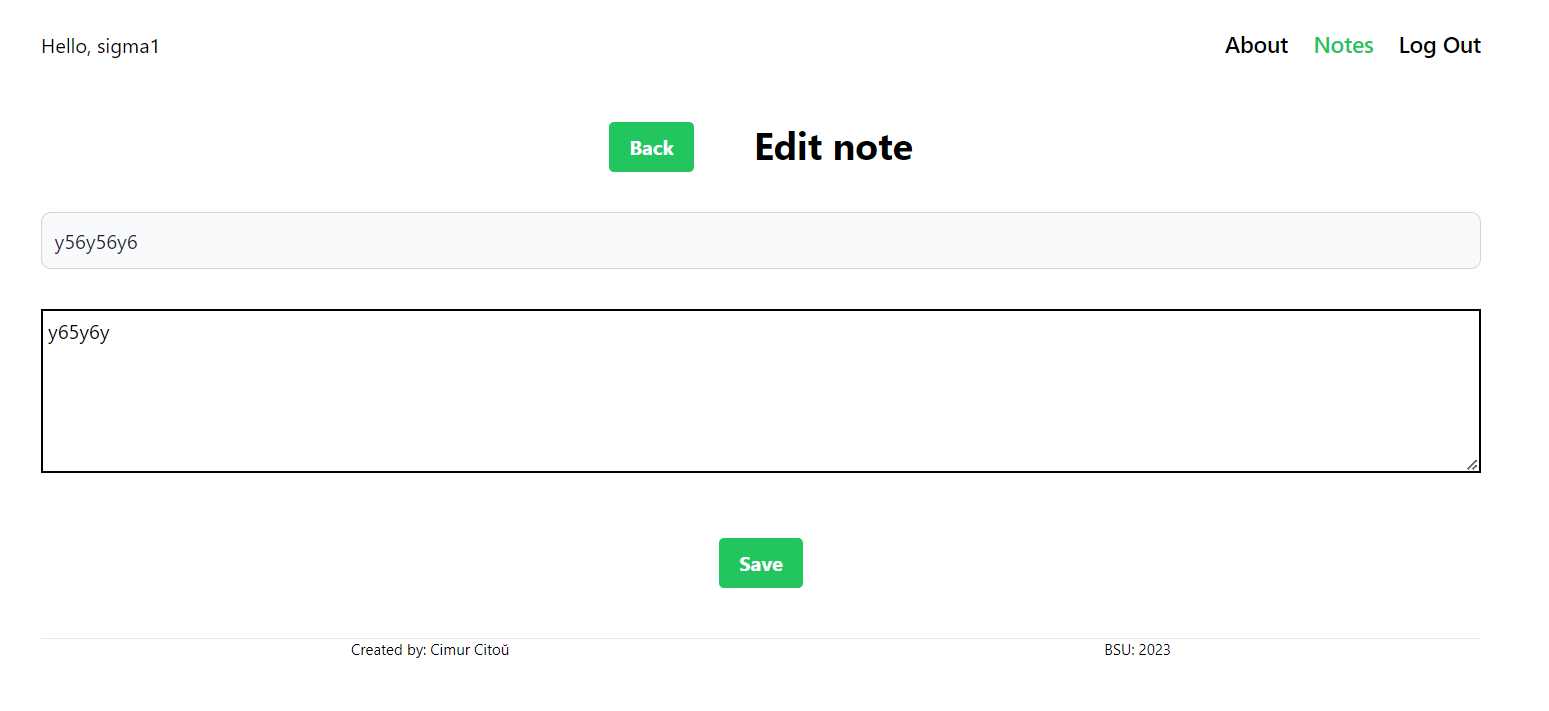 Hello, sigma1
About Notes Log Out
Back Edit note
y56y56y6
y65y6y
Save
Created by: Cimur Citoŭ BSU: 2023